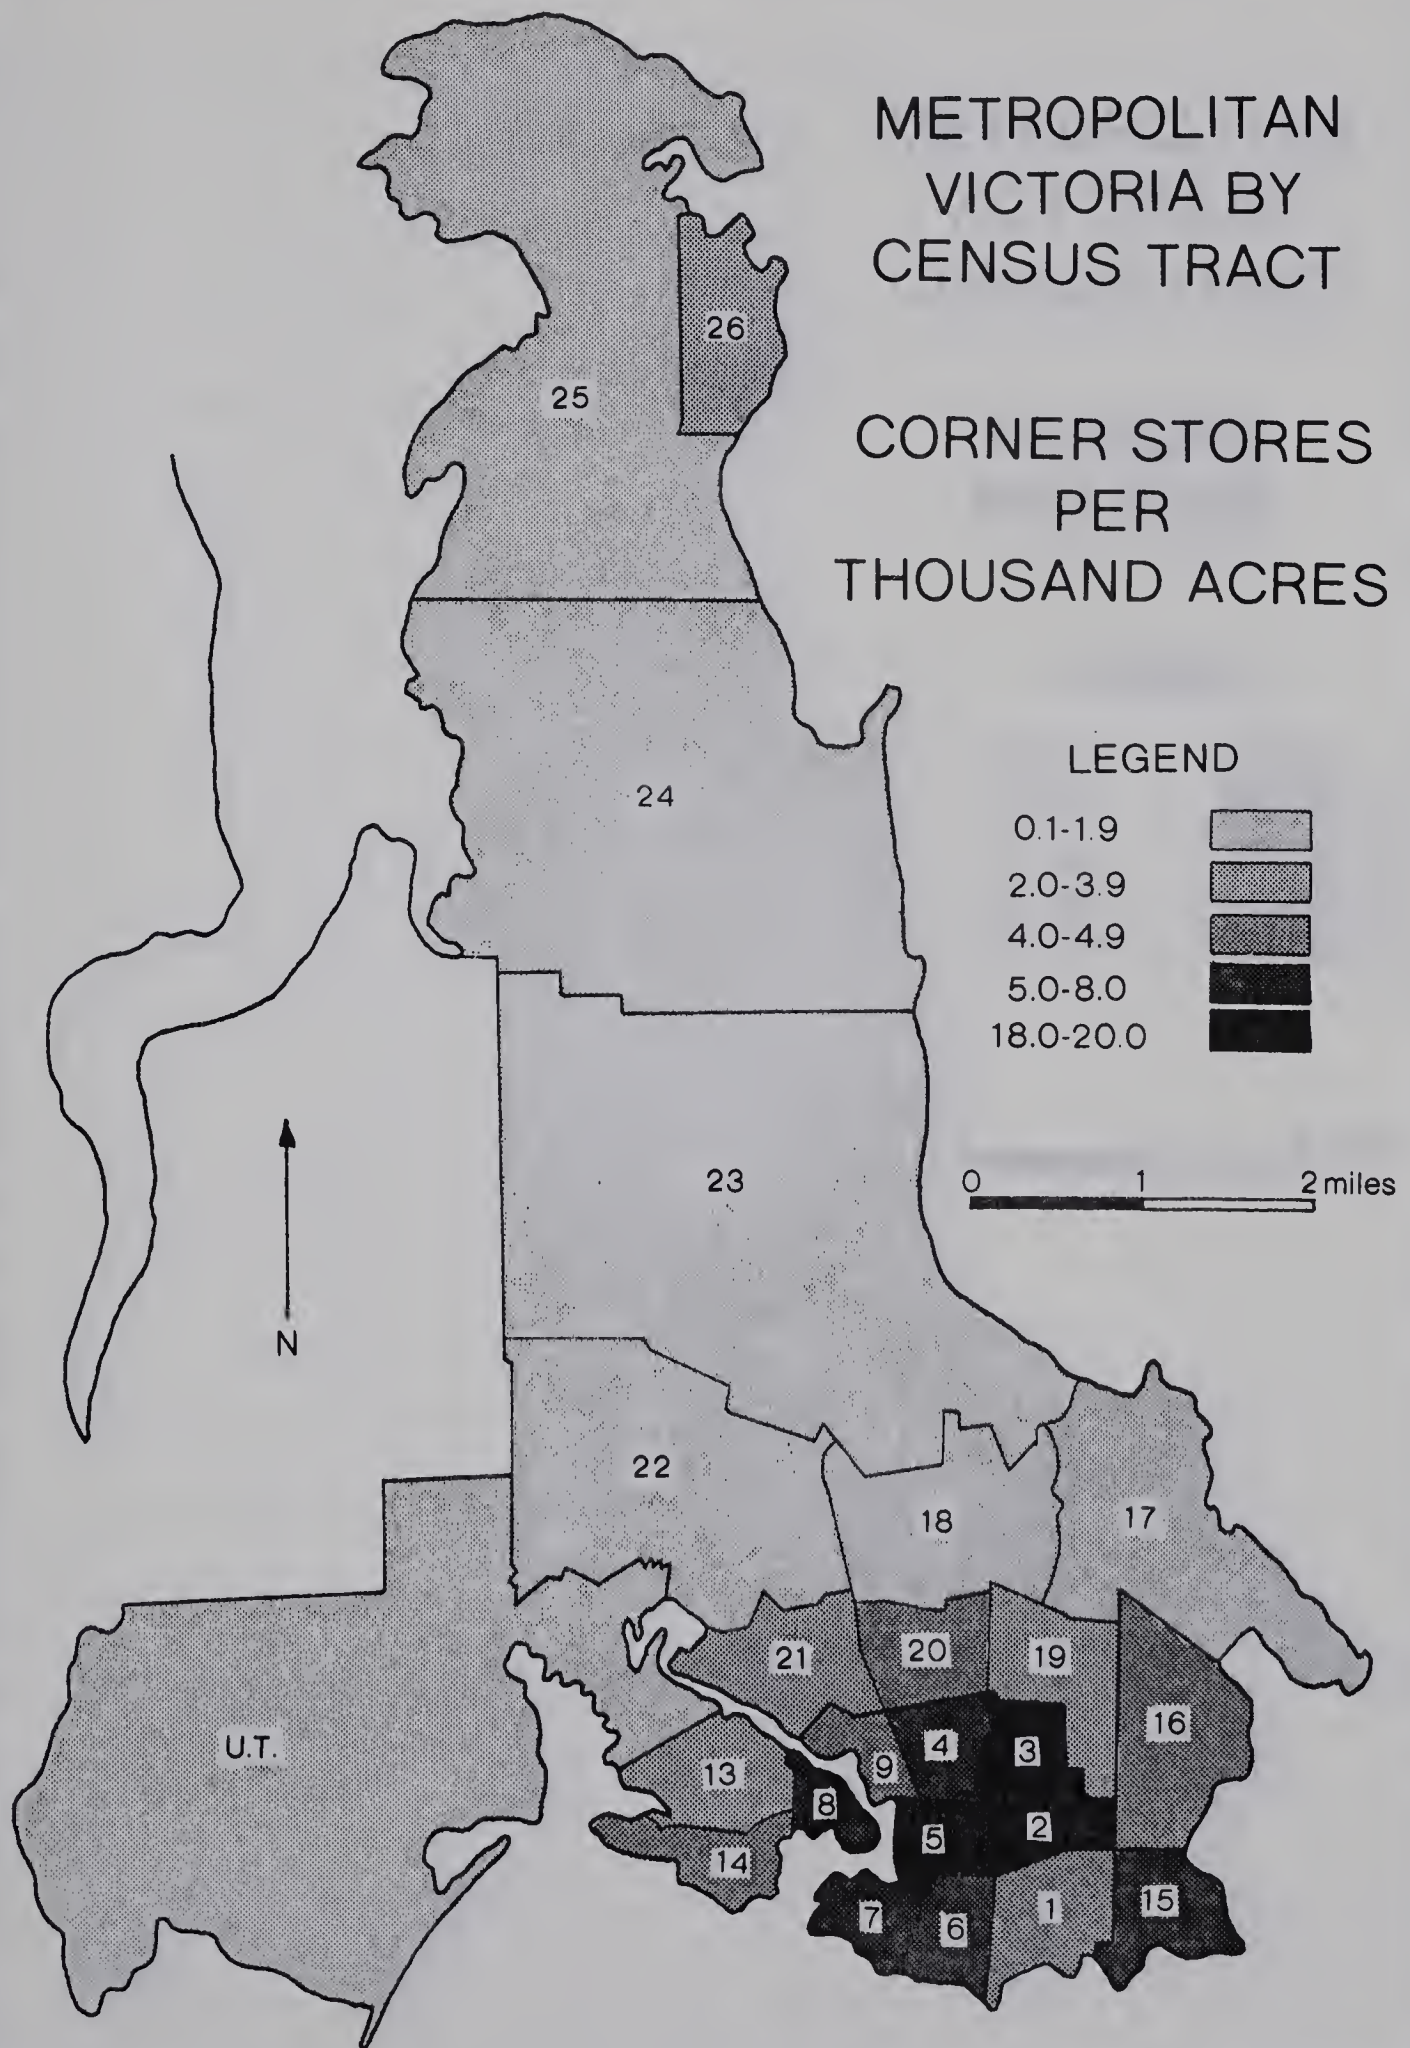 METROPOLITAN
VICTORIA BY
CENSUS TRACT
CORNER STORES
PER
THOUSAND ACRES
LEGEND
0.1-1.9
2.0-3.9
4.0-4.9
5.0-8.0
18.0-20.0
0 1 2 miles
N
26
25
24
23
22
18
17
21
20
19
16
U.T.
13
9
4
3
8
5
2
14
7
6
1
15